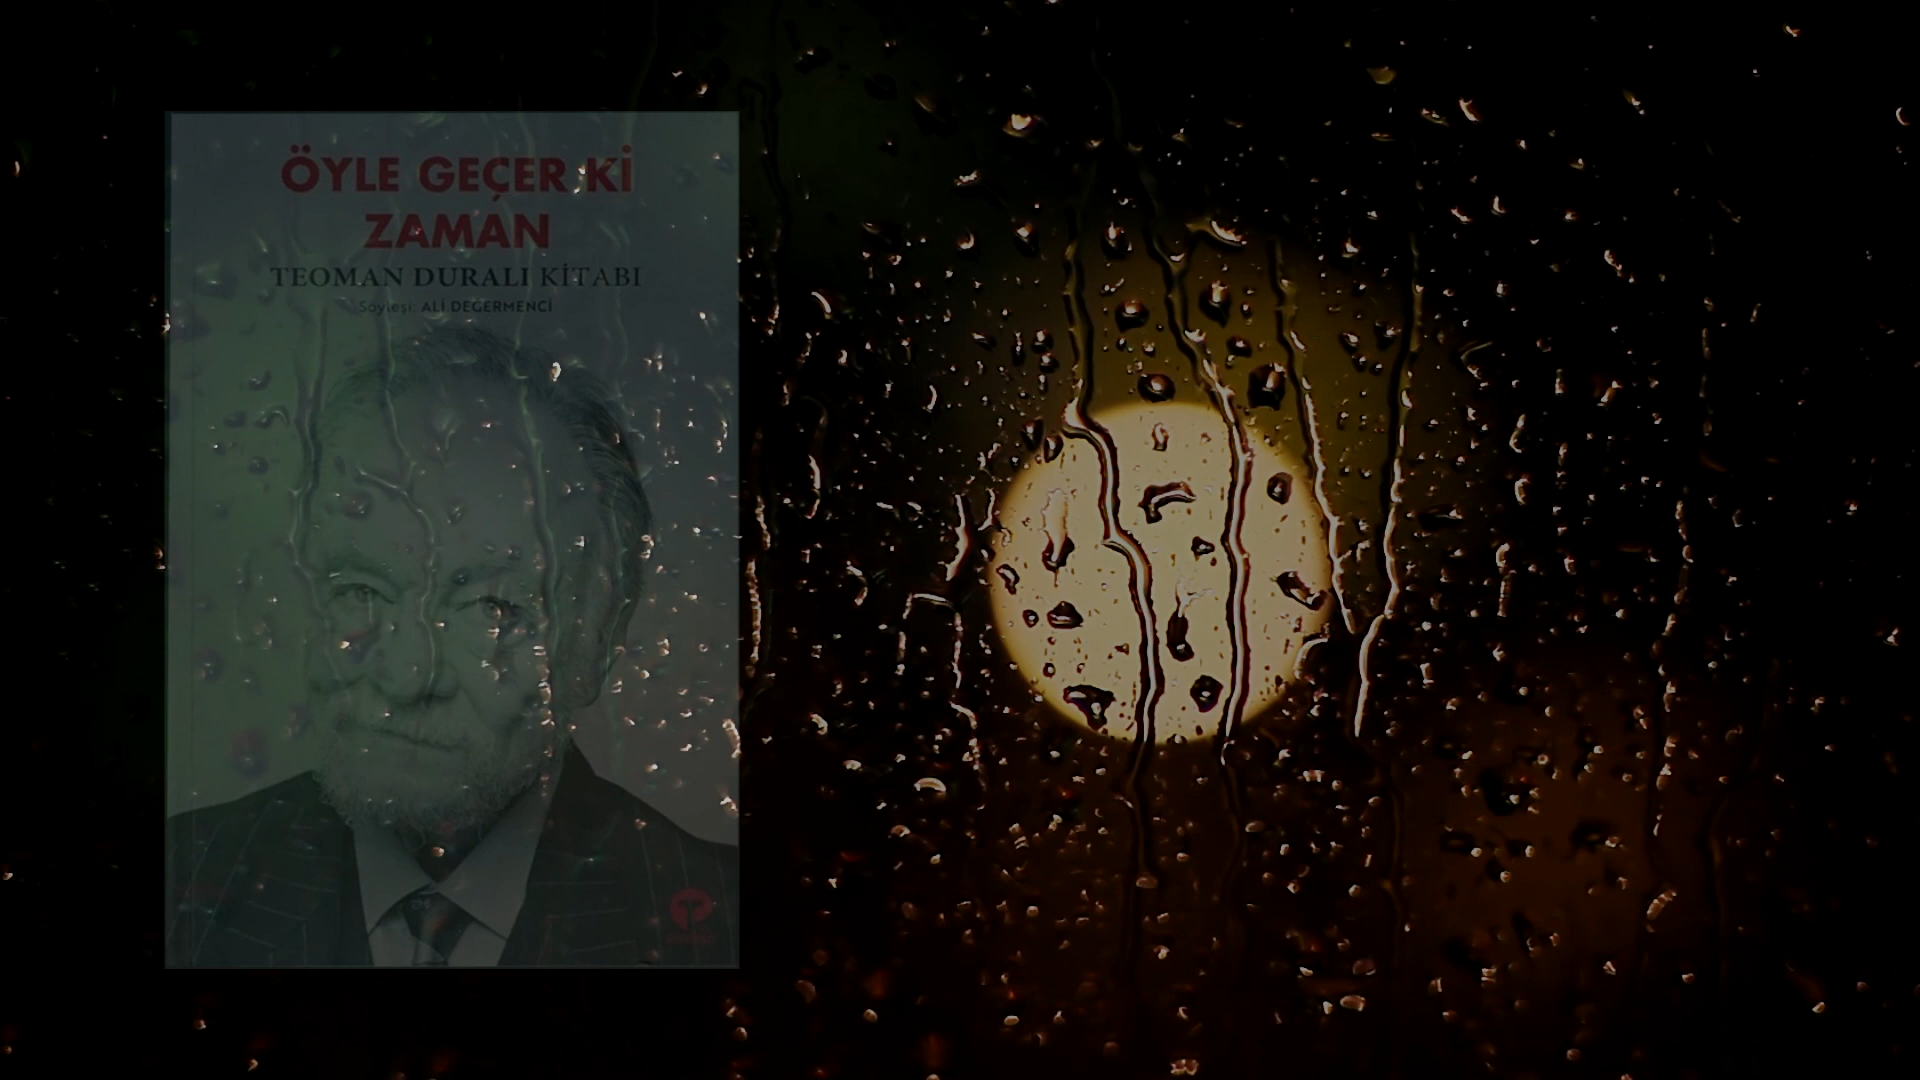 ÖYLE GEÇER Kİ
ZAMAN
TEOMAN DURALI KİTABI
Söyleşi: ALİ DEĞERMENCİ